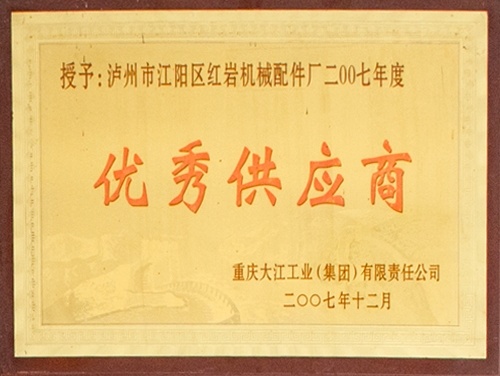 授予:泸州市江阳区红岩机械配件厂二00七年度
优秀供应商
重庆大江工业(集团)有限责任公司
二〇〇七年十二月